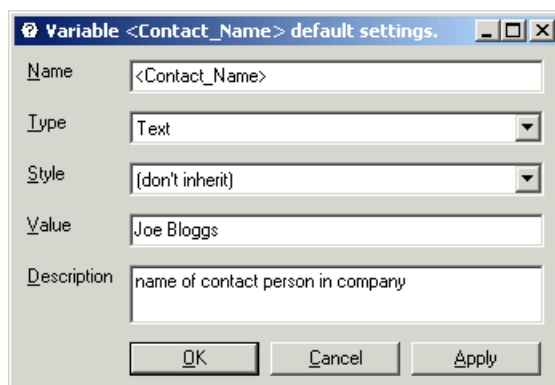 Variable <Contact_Name> default settings.
Name
<Contact_Name>
Type
Text
Style
(don't inherit)
Value
Joe Bloggs
Description
name of contact person in company
OK
Cancel
Apply